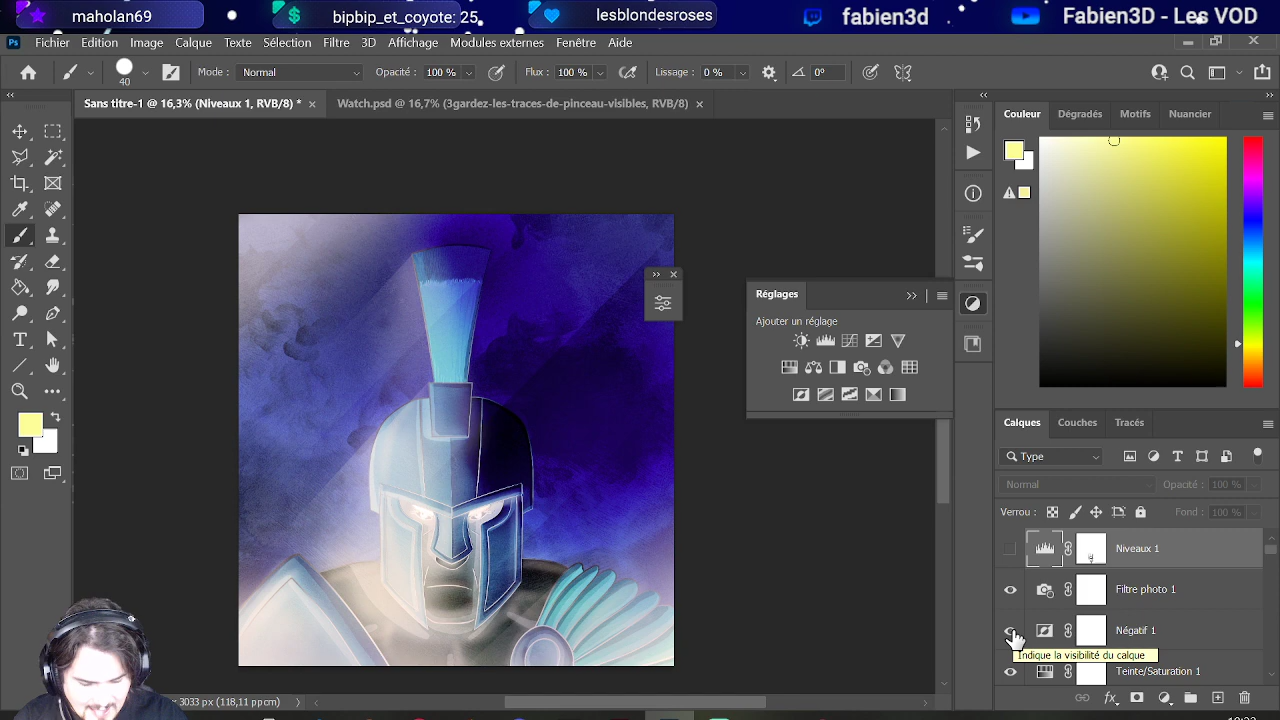 maholan69
bipbip_et_coyote: 25
lesblondesroses
fabien3d
Fabien3D - Les VOD
Ps Fichier Edition Image Calque Texte Sélection Filtre 3D Affichage Modules externes Fenêtre Aide
40 Mode : Normal Opacité : 100 % Flux : 100 % Lissage : 0 % 0°
Sans titre-1 @ 16,3% (Niveaux 1, RVB/8) *
Watch.psd @ 16,7% (3gardez-les-traces-de-pinceau-visibles, RVB/8)
Couleur Dégradés Motifs Nuancier
Réglages
Ajouter un réglage
Calques Couches Tracés
Type
Normal Opacité : 100 %
Verrou : Fond : 100 %
Niveaux 1
Filtre photo 1
Négatif 1
Indique la visibilité du calque
Teinte/Saturation 1
x 3033 px (118,11 ppcm)